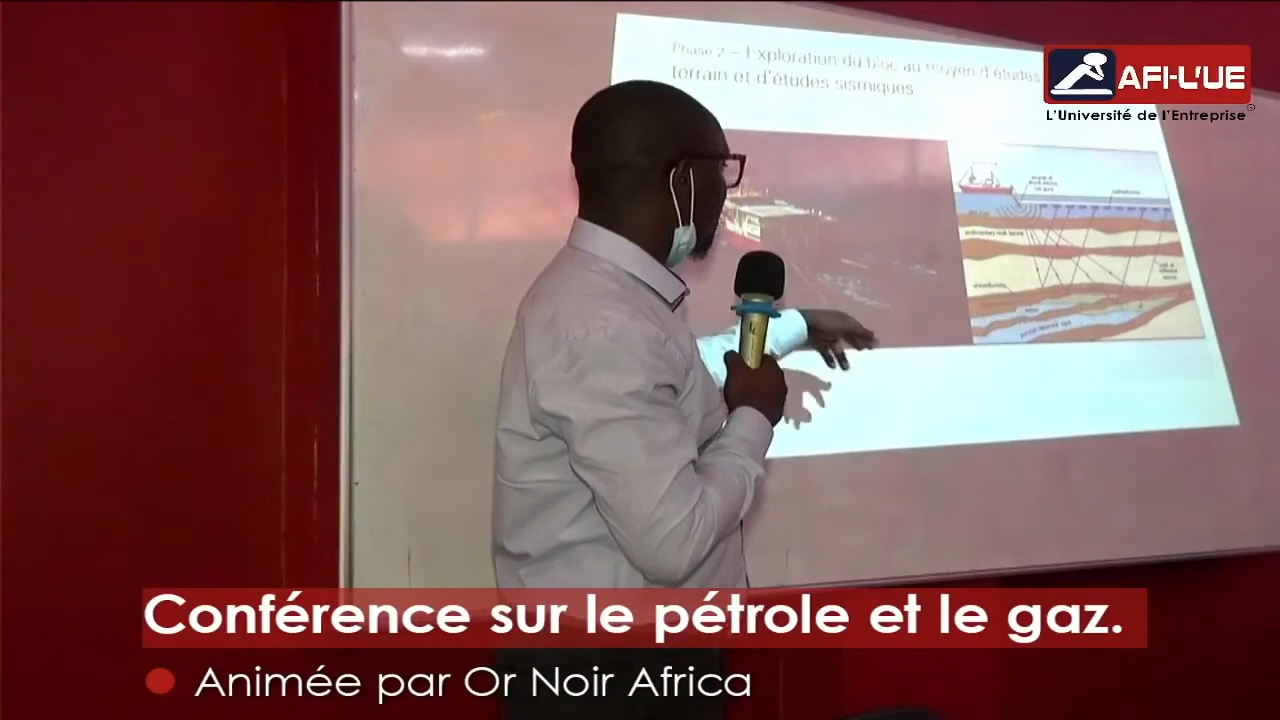 Phase 2 – Exploration du bloc au moyen d'études
terrain et d'études sismiques
AFI-L'UE
L'Université de l'Entreprise
Conférence sur le pétrole et le gaz.
Animée par Or Noir Africa